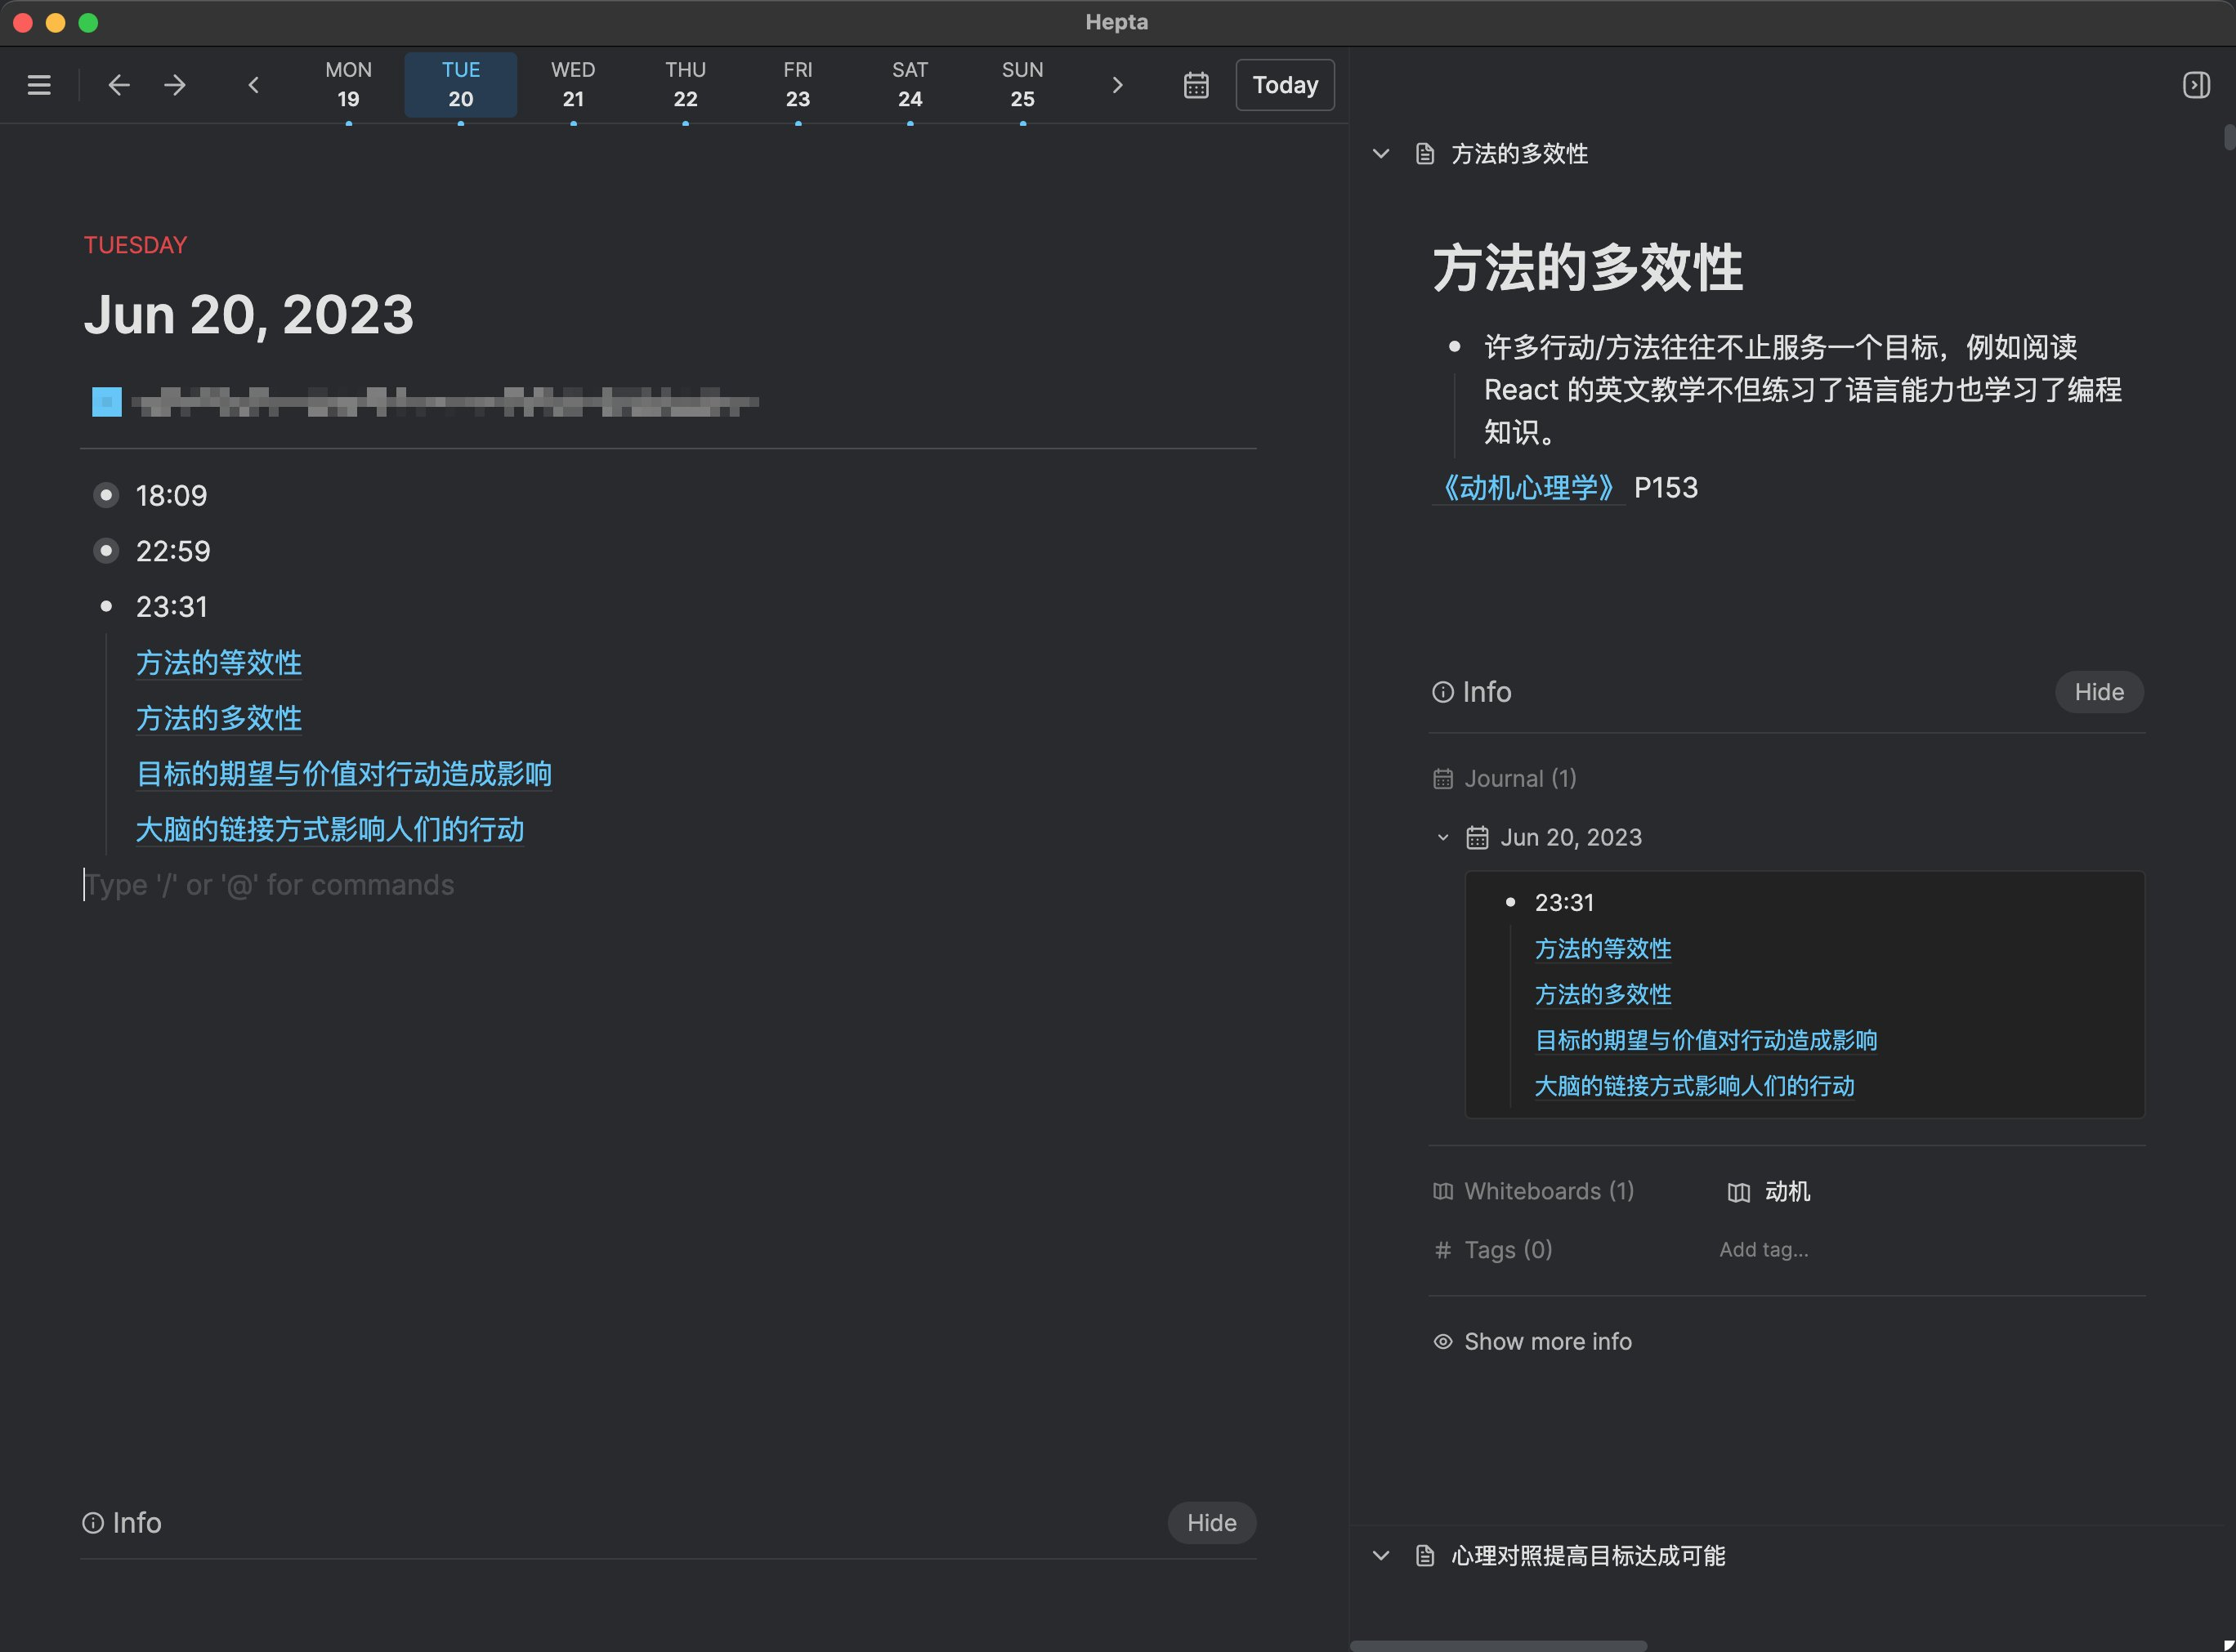 Hepta
MON TUE WED THU FRI SAT SUN
19 20 21 22 23 24 25
Today
TUESDAY
Jun 20, 2023
18:09
22:59
23:31
方法的等效性
方法的多效性
目标的期望与价值对行动造成影响
大脑的链接方式影响人们的行动
Type '/' or '@' for commands
Info
Hide
方法的多效性
方法的多效性
许多行动/方法往往不止服务一个目标，例如阅读
React 的英文教学不但练习了语言能力也学习了编程
知识。
《动机心理学》 P153
Info
Hide
Journal (1)
Jun 20, 2023
23:31
方法的等效性
方法的多效性
目标的期望与价值对行动造成影响
大脑的链接方式影响人们的行动
Whiteboards (1) 动机
# Tags (0) Add tag...
Show more info
心理对照提高目标达成可能